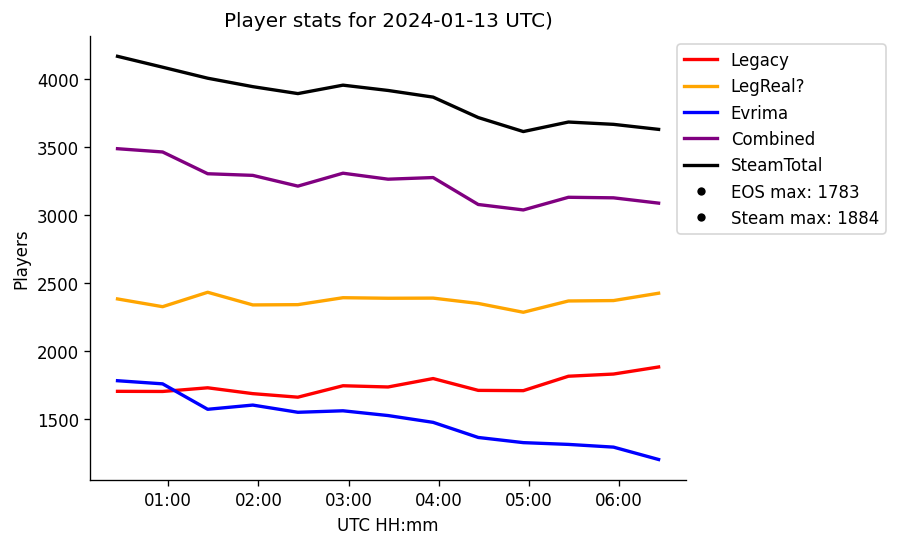 Player stats for 2024-01-13 UTC)
Legacy
LegReal?
Evrima
Combined
SteamTotal
EOS max: 1783
Steam max: 1884
Players
4000
3500
3000
2500
2000
1500
01:00
02:00
03:00
04:00
05:00
06:00
UTC HH:mm